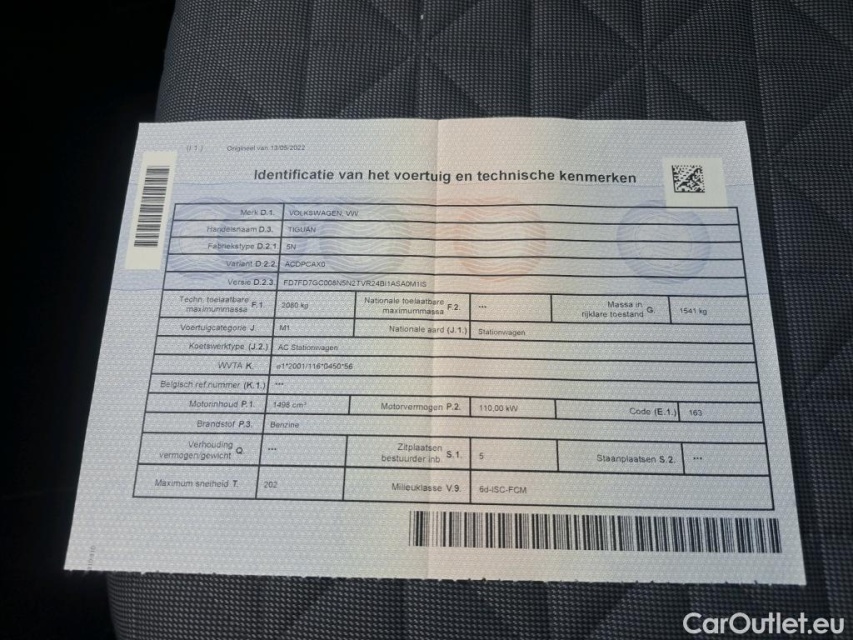 (J.1.) Origineel van 13/05/2022
Identificatie van het voertuig en technische kenmerken
Merk D.1. VOLKSWAGEN, VW
Handelsnaam D.3. TIGUAN
Fabriekstype D.2.1. 5N
Variant D.2.2. ACDPCAX0
Versie D.2.3. FD7FD7GC008N5N2TVR24BI1ASA0M1IS
Techn. toelaatbare maximummassa F.1. 2080 kg Nationale toelaatbare maximummassa F.2. --- Massa in rijklare toestand G. 1541 kg
Voertuigcategorie J. M1 Nationale aard (J.1.) Stationwagen
Koetswerktype (J.2.) AC Stationwagen
WVTA K. e1*2001/116*0450*56
Belgisch ref.nummer (K.1.) ---
Motorinhoud P.1. 1498 cm³ Motorvermogen P.2. 110,00 kW Code (E.1.) 163
Brandstof P.3. Benzine
Verhouding vermogen/gewicht Q. --- Zitplaatsen bestuurder inb. S.1. 5 Staanplaatsen S.2. ---
Maximum snelheid T. 202 Milieuklasse V.9. 6d-ISC-FCM
CarOutlet.eu